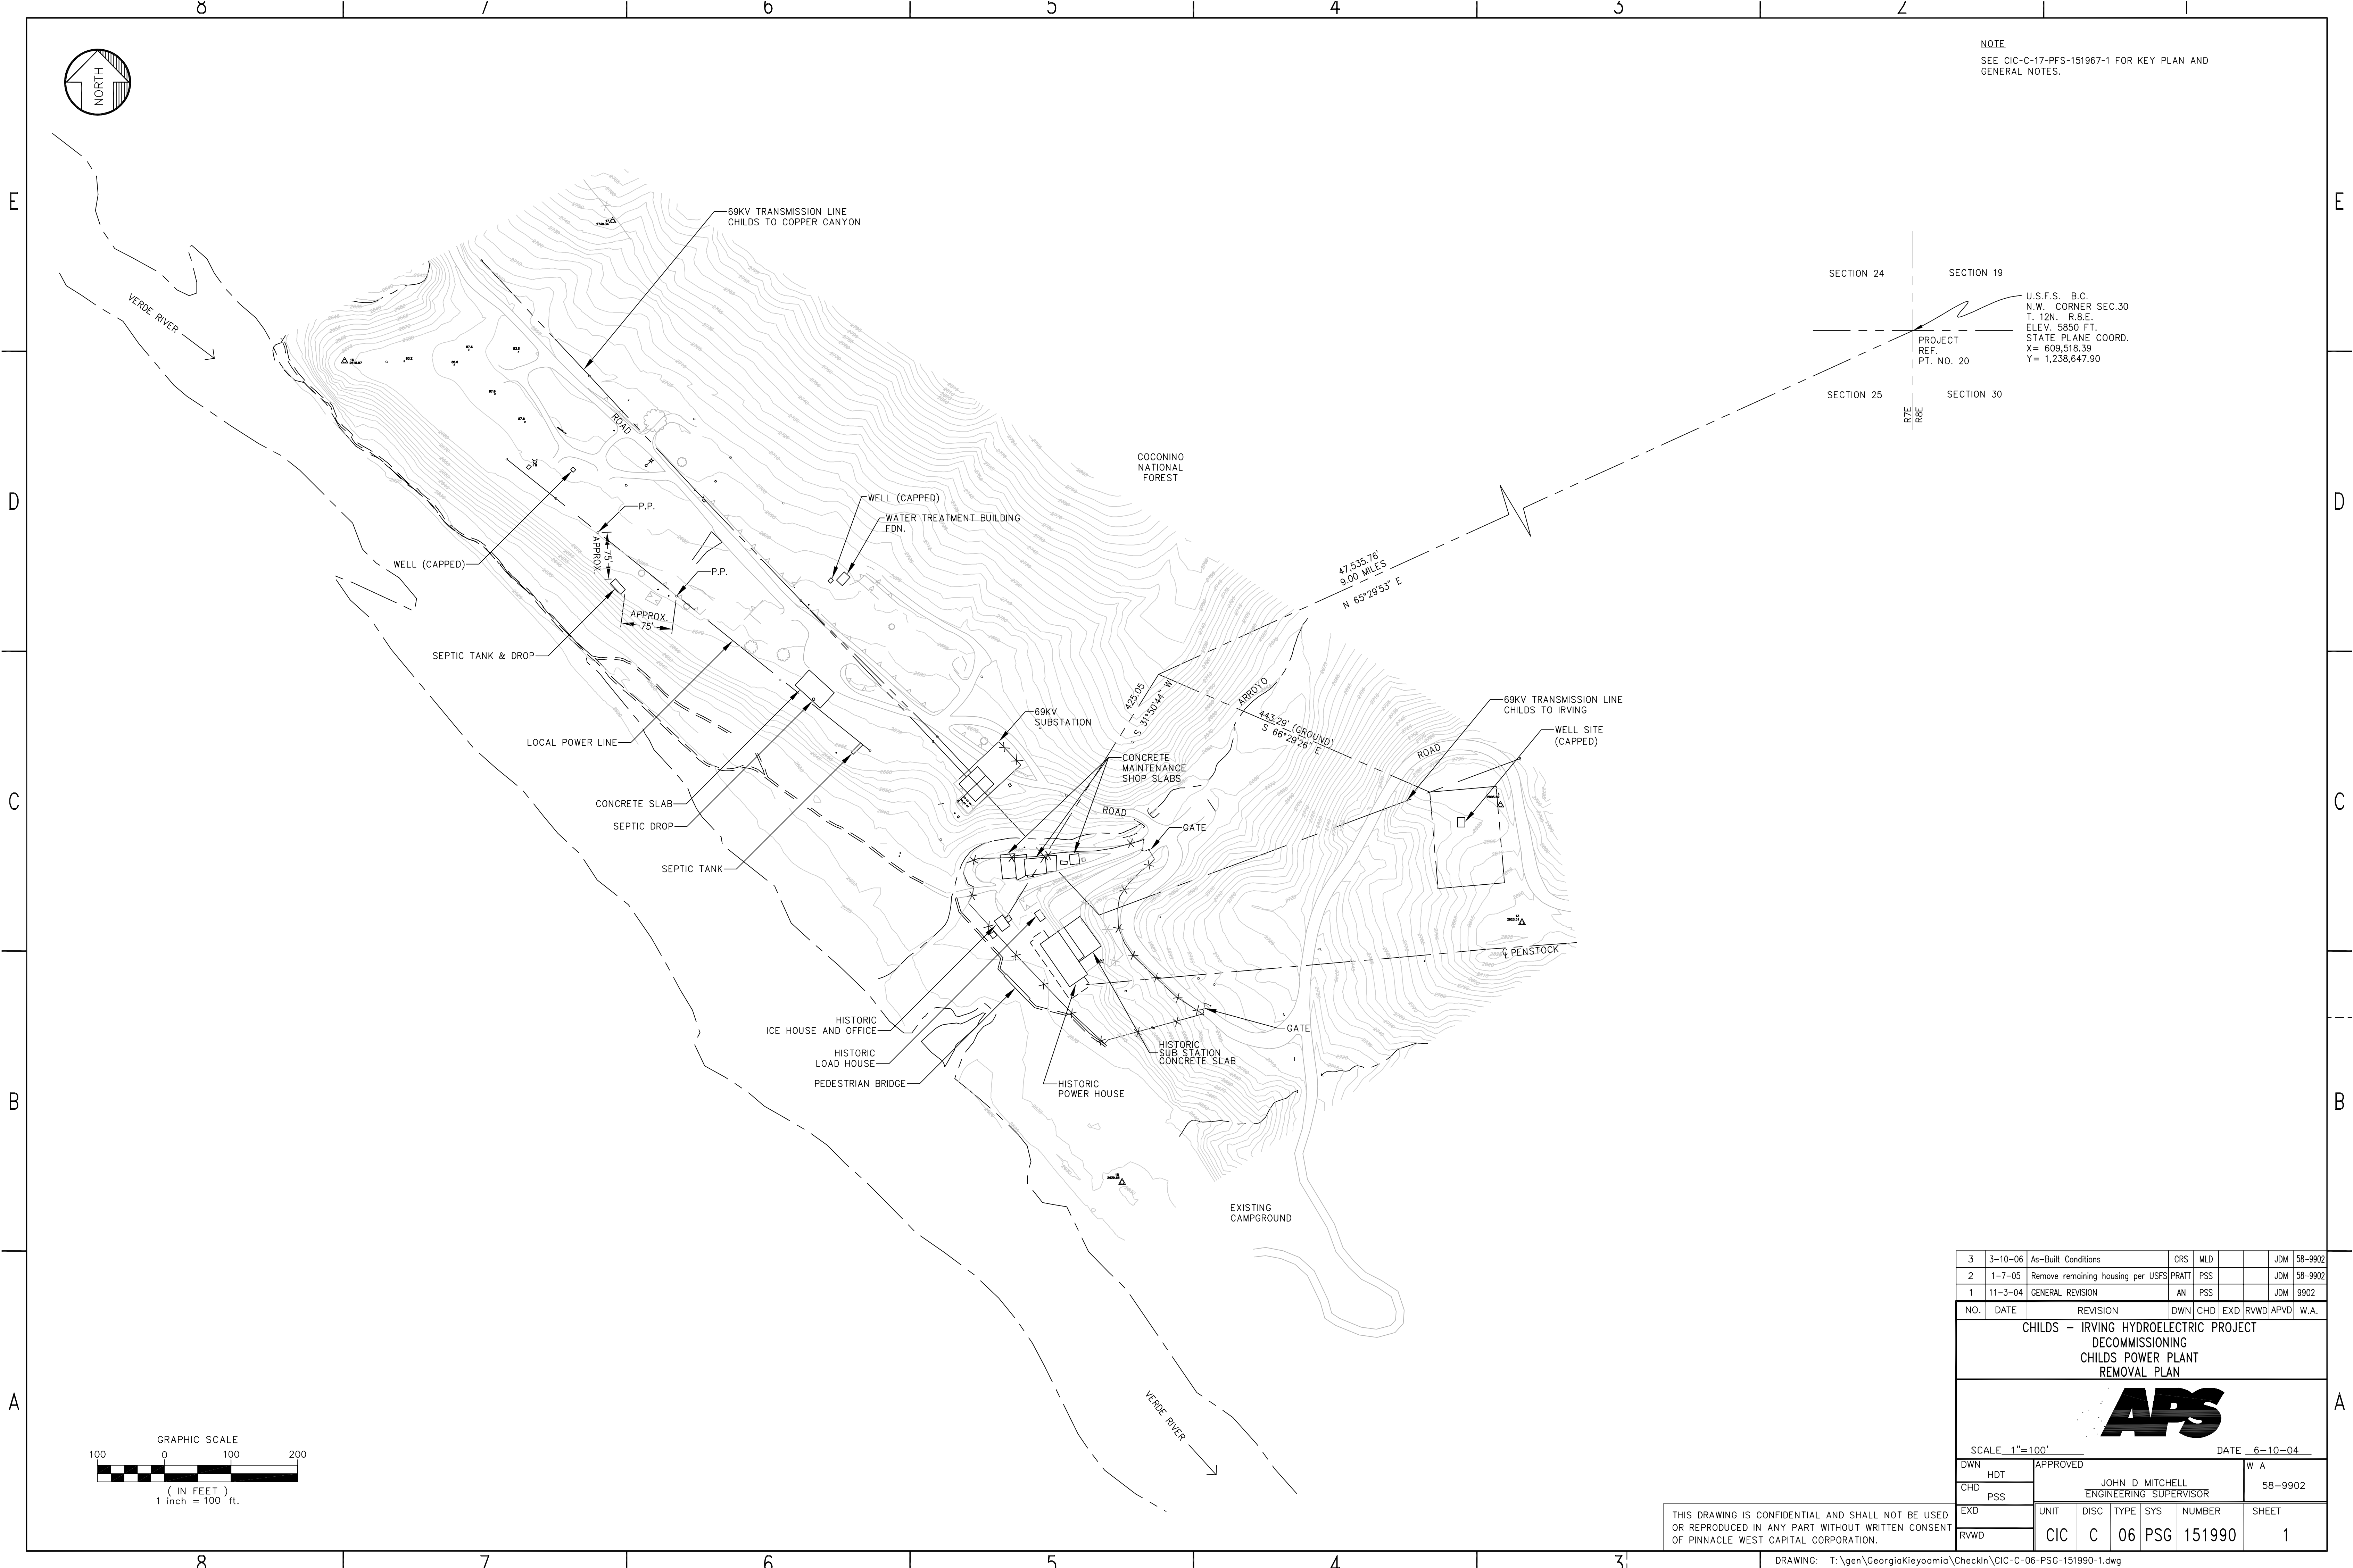 8 7 6 5 4 3 2 1
NORTH
NOTE
SEE CIC-C-17-PFS-151967-1 FOR KEY PLAN AND
GENERAL NOTES.
E
E
69KV TRANSMISSION LINE
CHILDS TO COPPER CANYON
VERDE RIVER
SECTION 24
SECTION 19
U.S.F.S. B.C.
N.W. CORNER SEC.30
T. 12N. R.8.E.
ELEV. 5850 FT.
STATE PLANE COORD.
X= 609,518.39
Y= 1,238,647.90
PROJECT
REF.
PT. NO. 20
SECTION 25
SECTION 30
R7E
R8E
ROAD
COCONINO
NATIONAL
FOREST
D
D
P.P.
WELL (CAPPED)
WATER TREATMENT BUILDING
FDN.
75'
APPROX.
WELL (CAPPED)
P.P.
APPROX.
75'
47,535.76'
9.00 MILES
N 65°29'53" E
SEPTIC TANK & DROP
425.05
S 31°50'44" W
ARROYO
443.29' (GROUND)
S 66°29'26" E
69KV TRANSMISSION LINE
CHILDS TO IRVING
69KV
SUBSTATION
WELL SITE
(CAPPED)
LOCAL POWER LINE
ROAD
CONCRETE
MAINTENANCE
SHOP SLABS
C
C
CONCRETE SLAB
ROAD
SEPTIC DROP
GATE
SEPTIC TANK
℄ PENSTOCK
HISTORIC
ICE HOUSE AND OFFICE
GATE
HISTORIC
LOAD HOUSE
HISTORIC
SUB STATION
CONCRETE SLAB
PEDESTRIAN BRIDGE
HISTORIC
POWER HOUSE
B
B
EXISTING
CAMPGROUND
VERDE RIVER
A
A
GRAPHIC SCALE
100 0 100 200
( IN FEET )
1 inch = 100 ft.
3 3-10-06 As-Built Conditions CRS MLD JDM 58-9902
2 1-7-05 Remove remaining housing per USFS PRATT PSS JDM 58-9902
1 11-3-04 GENERAL REVISION AN PSS JDM 9902
NO. DATE REVISION DWN CHD EXD RVWD APVD W.A.
CHILDS - IRVING HYDROELECTRIC PROJECT
DECOMMISSIONING
CHILDS POWER PLANT
REMOVAL PLAN
APS
SCALE 1"=100' DATE 6-10-04
DWN HDT
CHD PSS
EXD
RVWD
APPROVED
JOHN D MITCHELL
ENGINEERING SUPERVISOR
W A
58-9902
UNIT DISC TYPE SYS NUMBER SHEET
CIC C 06 PSG 151990 1
THIS DRAWING IS CONFIDENTIAL AND SHALL NOT BE USED
OR REPRODUCED IN ANY PART WITHOUT WRITTEN CONSENT
OF PINNACLE WEST CAPITAL CORPORATION.
8 7 6 5 4 3
DRAWING: T:\gen\GeorgiaKieyoomia\CheckIn\CIC-C-06-PSG-151990-1.dwg